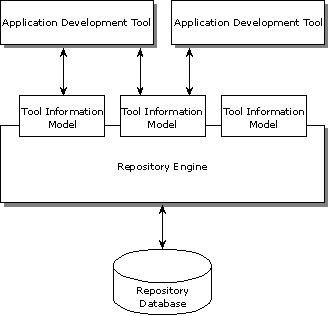 Application Development Tool
Application Development Tool
Tool Information
Model
Tool Information
Model
Tool Information
Model
Repository Engine
Repository
Database